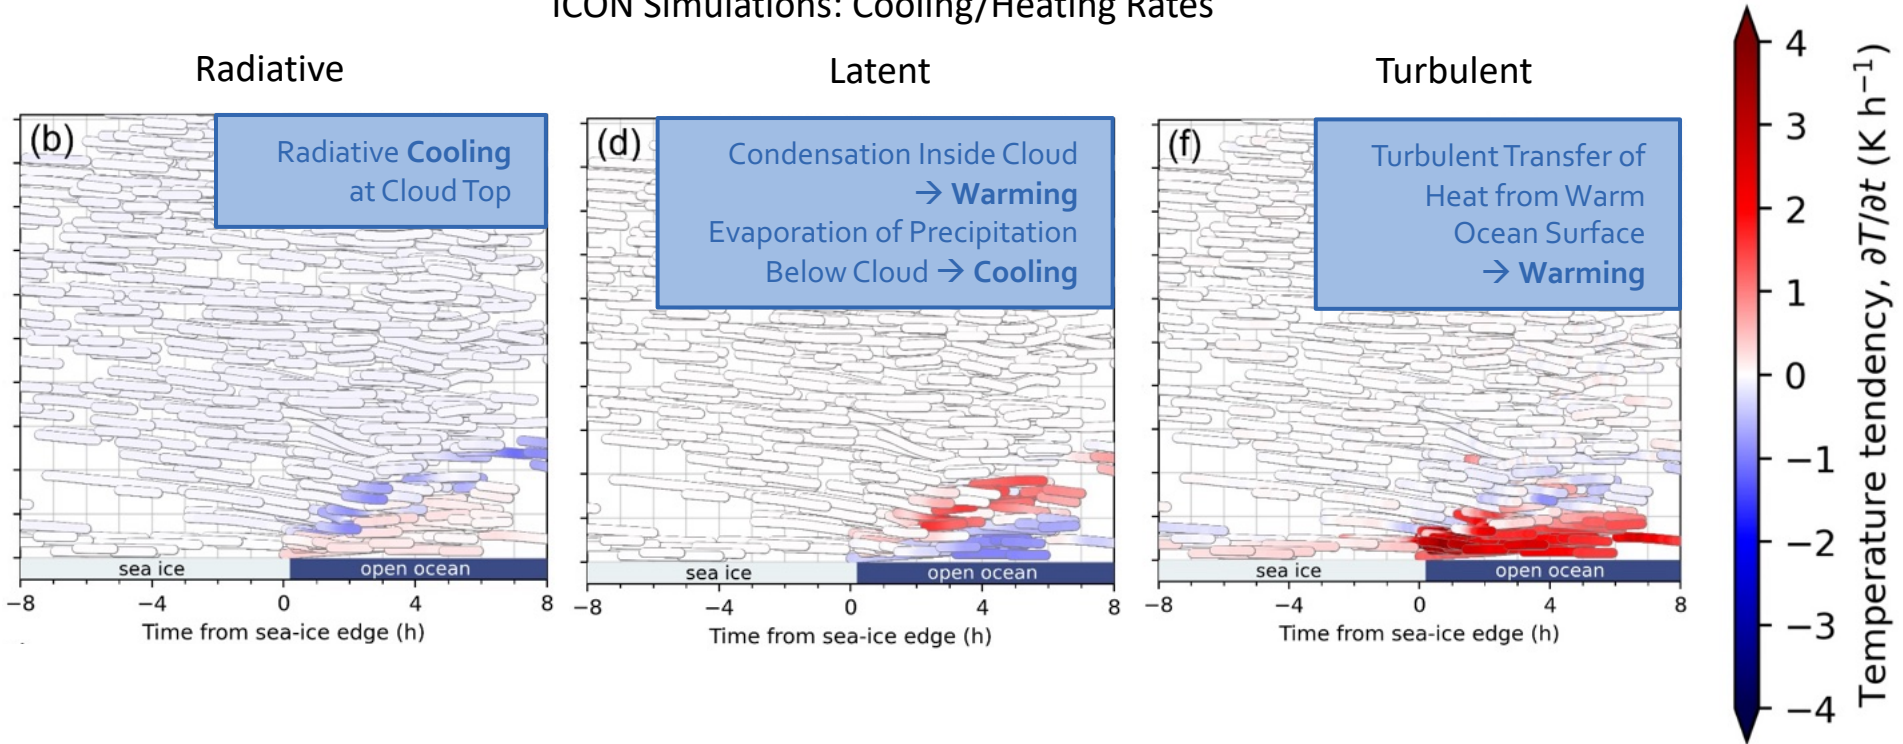 ICON Simulations: Cooling/Heating Rates
Radiative
Latent
Turbulent
(b)
Radiative Cooling
at Cloud Top
sea ice
open ocean
−8
−4
0
4
8
Time from sea-ice edge (h)
(d)
Condensation Inside Cloud
→ Warming
Evaporation of Precipitation
Below Cloud → Cooling
sea ice
open ocean
−8
−4
0
4
8
Time from sea-ice edge (h)
(f)
Turbulent Transfer of
Heat from Warm
Ocean Surface
→ Warming
sea ice
open ocean
−8
−4
0
4
8
Time from sea-ice edge (h)
4
3
2
1
0
−1
−2
−3
−4
Temperature tendency, ∂T/∂t (K h⁻¹)